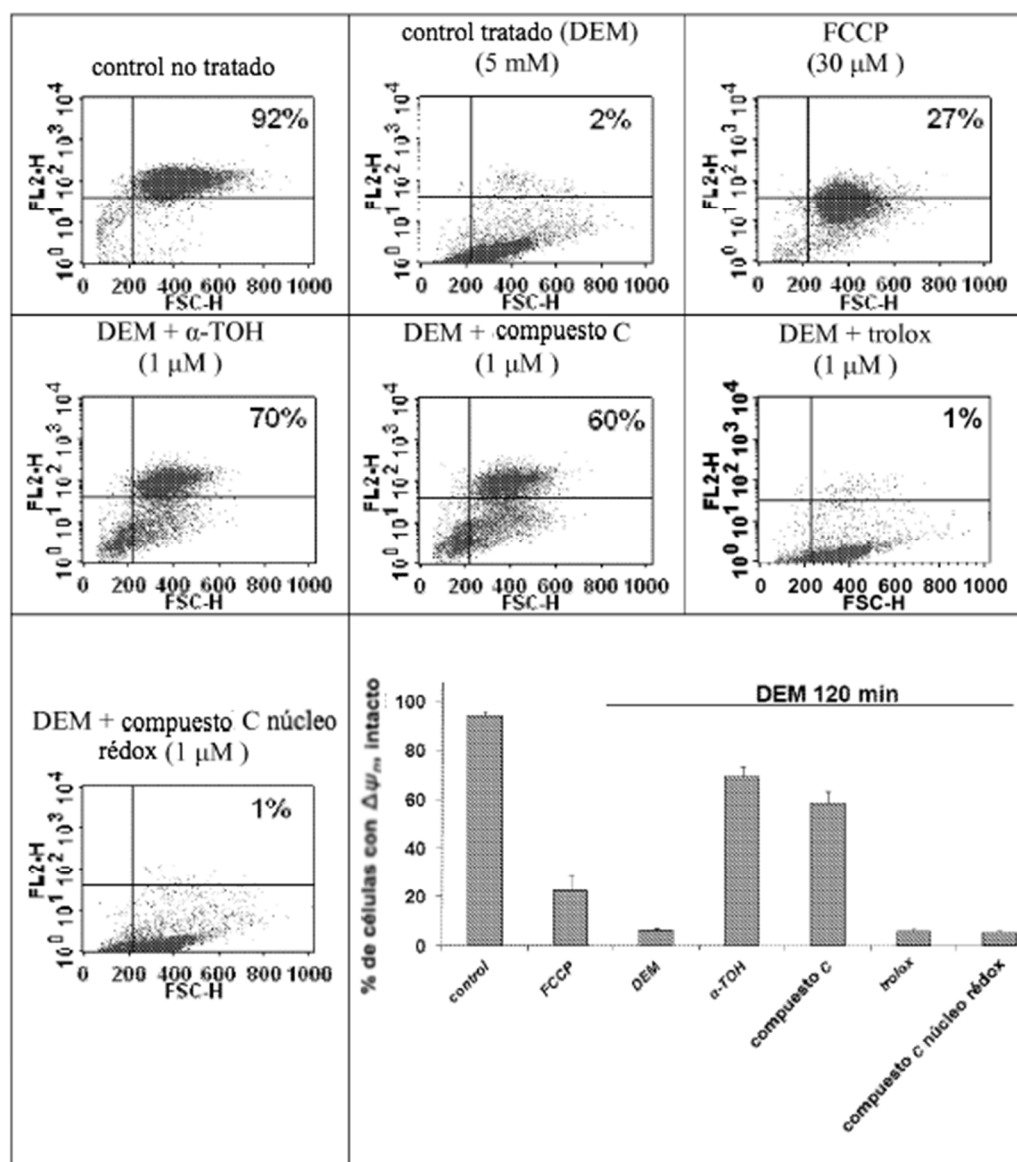 control no tratado
92%
FL2-H
10⁰ 10¹ 10² 10³ 10⁴
0 200 400 600 800 1000
FSC-H
control tratado (DEM)
(5 mM)
2%
FL2-H
10⁰ 10¹ 10² 10³ 10⁴
0 200 400 600 800 1000
FSC-H
FCCP
(30 µM )
27%
FL2-H
10⁰ 10¹ 10² 10³ 10⁴
0 200 400 600 800 1000
FSC-H
DEM + α-TOH
(1 µM )
70%
FL2-H
10⁰ 10¹ 10² 10³ 10⁴
0 200 400 600 800 1000
FSC-H
DEM + compuesto C
(1 µM )
60%
FL2-H
10⁰ 10¹ 10² 10³ 10⁴
0 200 400 600 800 1000
FSC-H
DEM + trolox
(1 µM )
1%
FL2-H
10⁰ 10¹ 10² 10³ 10⁴
0 200 400 600 800 1000
FSC-H
DEM + compuesto C núcleo
rédox (1 µM )
1%
FL2-H
10⁰ 10¹ 10² 10³ 10⁴
0 200 400 600 800 1000
FSC-H
% de células con Δψm intacto
100
80
60
40
20
0
DEM 120 min
control
FCCP
DEM
α-TOH
compuesto C
trolox
compuesto C núcleo rédox